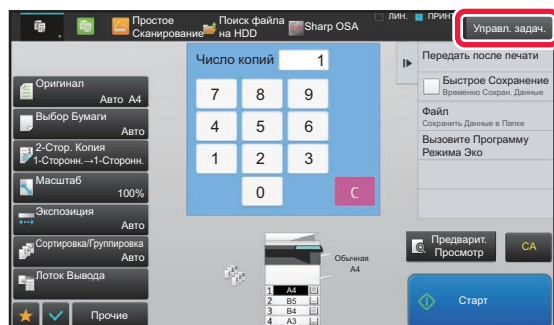 Простое
Сканирование
Поиск файла
на HDD
Sharp OSA
ЛИН.
ПРИНТ
Управл. задач.
Оригинал
Авто A4
Выбор Бумаги
Авто
2-Стор. Копия
1-Сторонн.→1-Сторонн.
Масштаб
100%
Экспозиция
Авто
Сортировка/Группировка
Авто
Лоток Вывода
Прочие
Число копий 1
7 8 9
4 5 6
1 2 3
0 C
Обычная
A4
1 A4
2 B5
3 B4
4 A3
Передать после печати
Быстрое Сохранение
Временно Сохран. Данные
Файл
Сохранить Данные в Папке
Вызовите Программу
Режима Эко
Предварит.
Просмотр
CA
Старт